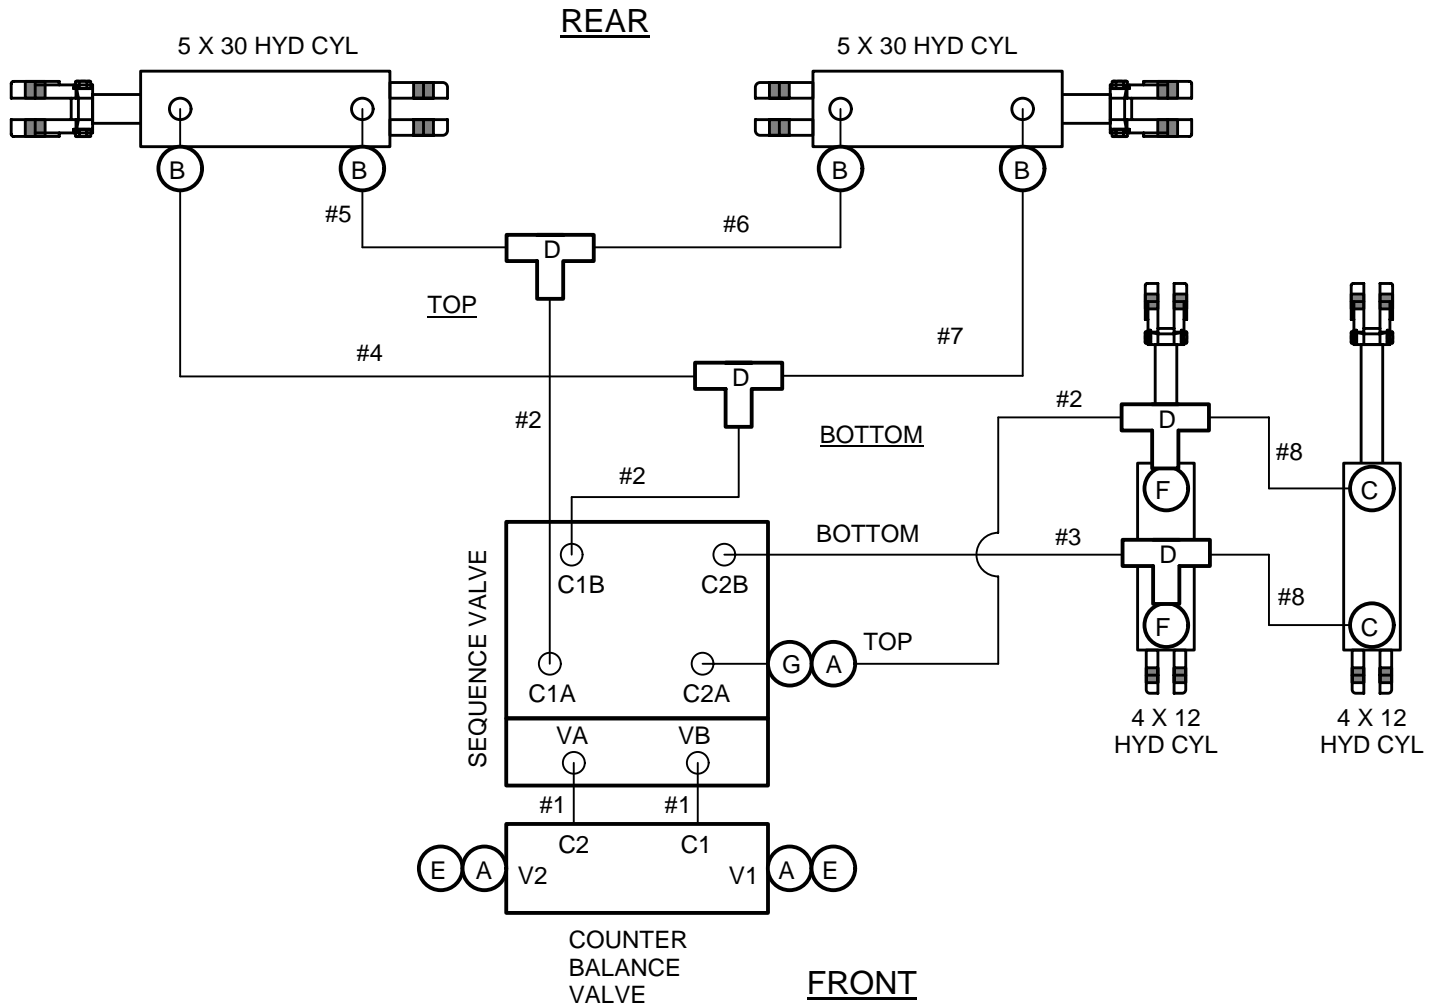 REAR
5 X 30 HYD CYL
5 X 30 HYD CYL
B
B
B
B
#5
#6
D
TOP
#4
#7
D
#2
#2
BOTTOM
D
#8
#2
F
C
SEQUENCE VALVE
C1B
C2B
BOTTOM
#3
D
#8
F
C
C1A
C2A
G
A
TOP
4 X 12
HYD CYL
4 X 12
HYD CYL
VA
VB
#1
#1
C2
C1
E
A
V2
V1
A
E
COUNTER
BALANCE
VALVE
FRONT